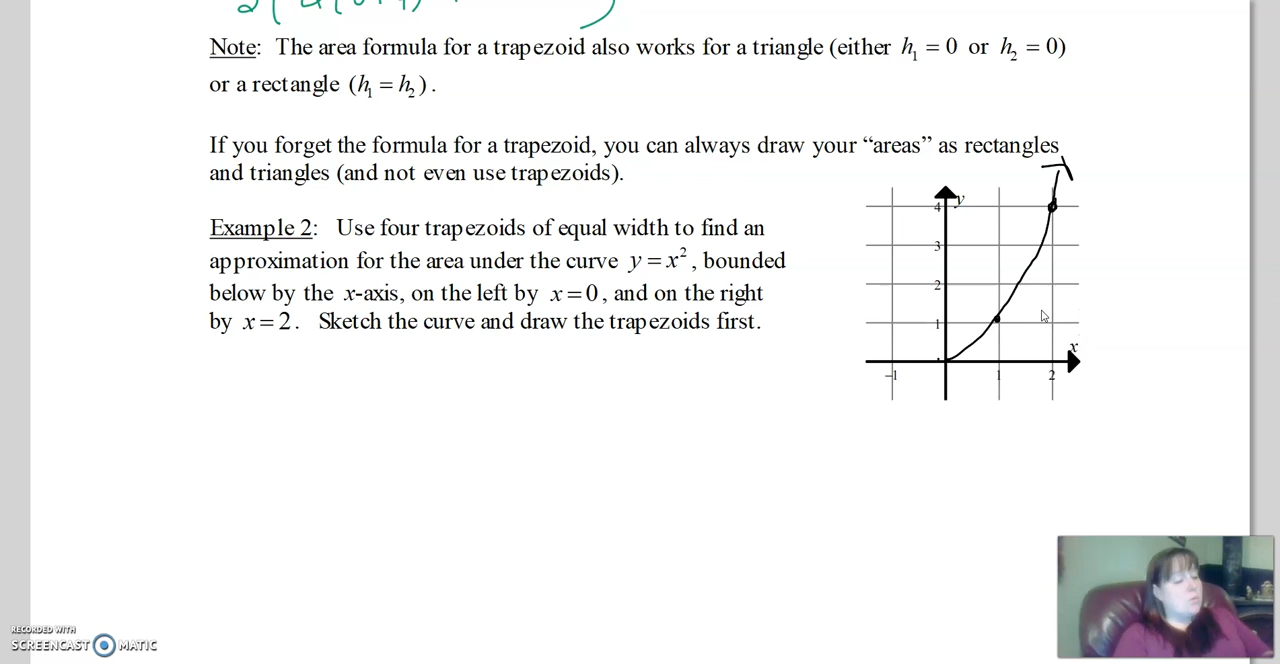 Note: The area formula for a trapezoid also works for a triangle (either h₁ = 0 or h₂ = 0)
or a rectangle (h₁ = h₂).
If you forget the formula for a trapezoid, you can always draw your “areas” as rectangles
and triangles (and not even use trapezoids).
Example 2: Use four trapezoids of equal width to find an
approximation for the area under the curve y = x², bounded
below by the x-axis, on the left by x = 0, and on the right
by x = 2. Sketch the curve and draw the trapezoids first.
y
4
3
2
1
x
–1 1 2
RECORDED WITH
SCREENCAST MATIC